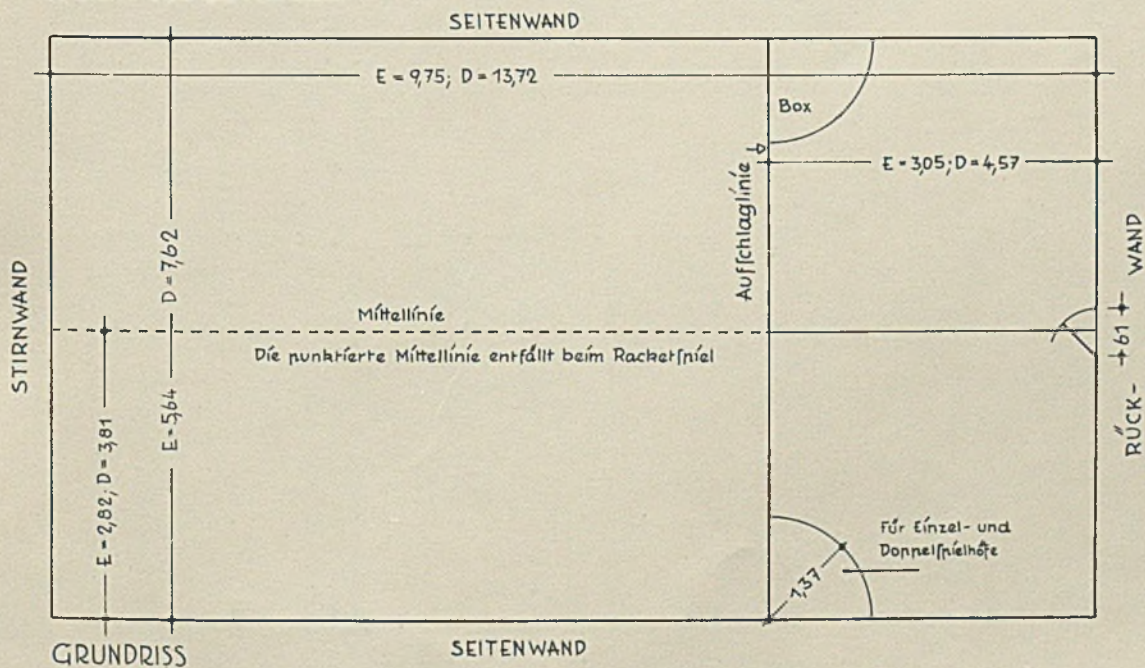 SEITENWAND
E = 9,75; D = 13,72
Box
E = 3,05; D = 4,57
Aufschlaglinie
STIRNWAND
D = 7,62
E = 5,64
E = 2,82; D = 3,81
Mittellinie
Die punktierte Mittellinie entfällt beim Racketspiel
RÜCK- WAND
61
Für Einzel- und
Doppelspielhöfe
1,37
GRUNDRISS
SEITENWAND